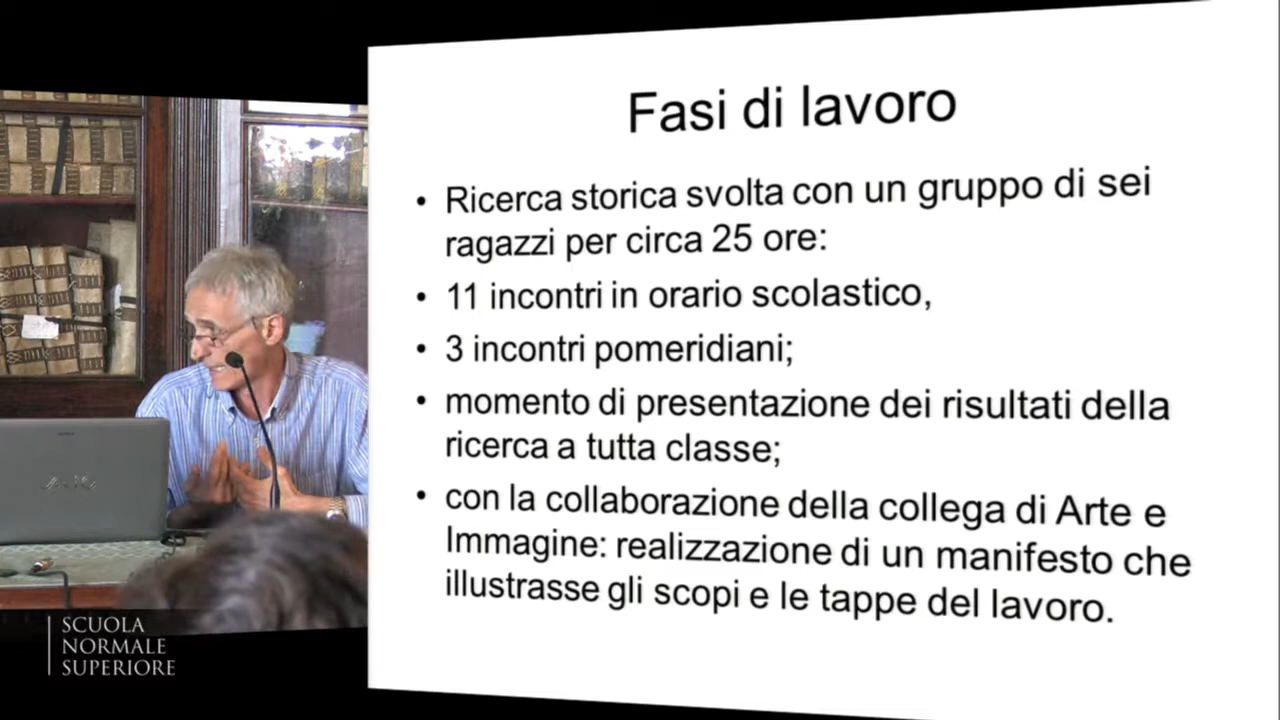 Fasi di lavoro
• Ricerca storica svolta con un gruppo di sei
ragazzi per circa 25 ore:
• 11 incontri in orario scolastico,
• 3 incontri pomeridiani;
• momento di presentazione dei risultati della
ricerca a tutta classe;
• con la collaborazione della collega di Arte e
Immagine: realizzazione di un manifesto che
illustrasse gli scopi e le tappe del lavoro.
SCUOLA
NORMALE
SUPERIORE